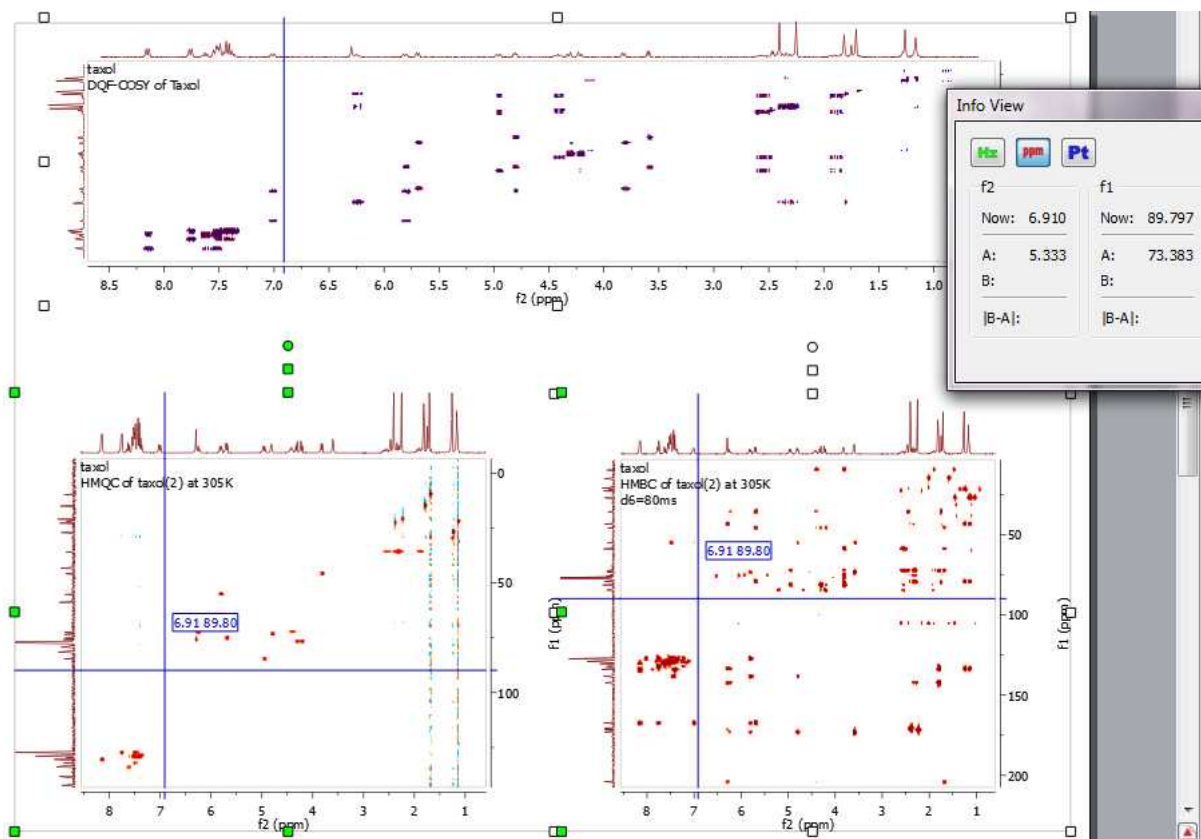 taxol
DQF-COSY of Taxol
8.5 8.0 7.5 7.0 6.5 6.0 5.5 5.0 4.5 4.0 3.5 3.0 2.5 2.0 1.5 1.0
f2 (ppm)
Info View
Hz ppm Pt
f2 f1
Now: 6.910 Now: 89.797
A: 5.333 A: 73.383
B: B:
|B-A|: |B-A|:
taxol
HMQC of taxol(2) at 305K
6.91 89.80
0
50
100
f1 (ppm)
8 7 6 5 4 3 2 1
f2 (ppm)
taxol
HMBC of taxol(2) at 305K
d6=80ms
6.91 89.80
50
100
150
200
f1 (ppm)
8 7 6 5 4 3 2 1
f2 (ppm)
4